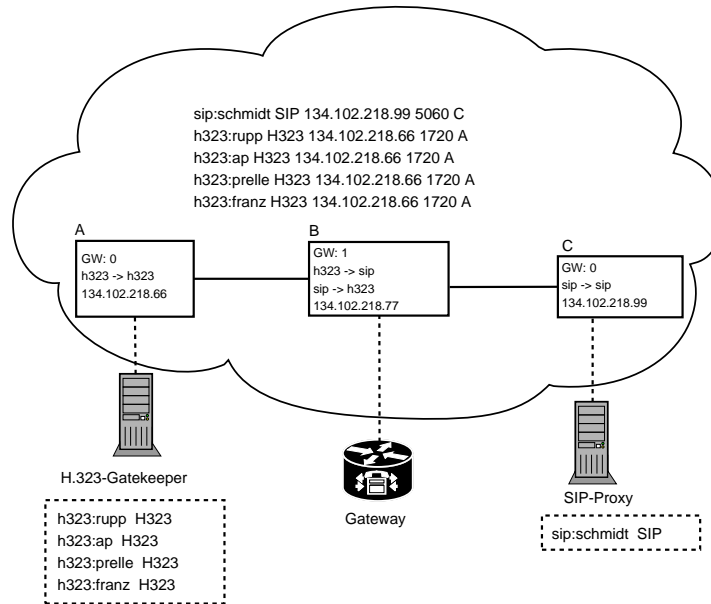 sip:schmidt SIP 134.102.218.99 5060 C
h323:rupp H323 134.102.218.66 1720 A
h323:ap H323 134.102.218.66 1720 A
h323:prelle H323 134.102.218.66 1720 A
h323:franz H323 134.102.218.66 1720 A
A
GW: 0
h323 -> h323
134.102.218.66
B
GW: 1
h323 -> sip
sip -> h323
134.102.218.77
C
GW: 0
sip -> sip
134.102.218.99
H.323-Gatekeeper
h323:rupp H323
h323:ap H323
h323:prelle H323
h323:franz H323
Gateway
SIP-Proxy
sip:schmidt SIP